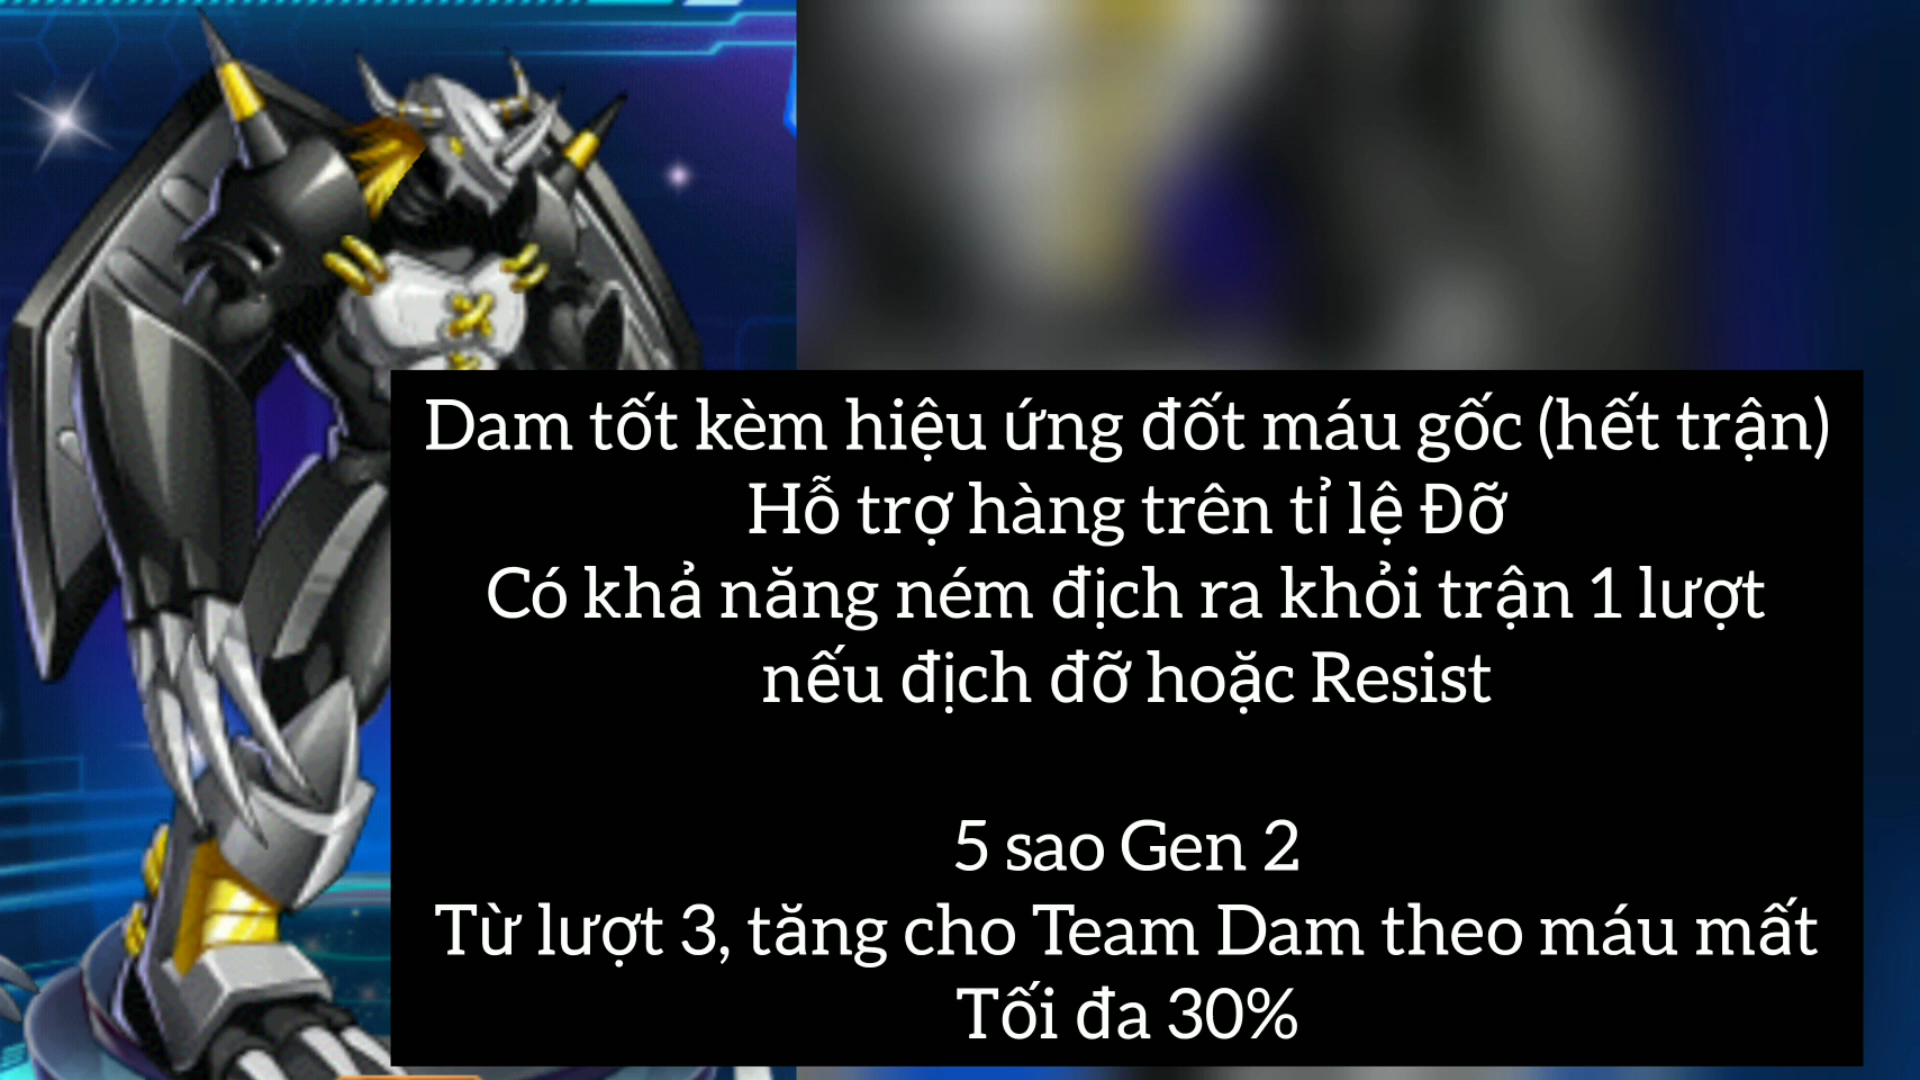 Dam tốt kèm hiệu ứng đốt máu gốc (hết trận)
Hỗ trợ hàng trên tỉ lệ Đỡ
Có khả năng ném địch ra khỏi trận 1 lượt
nếu địch đỡ hoặc Resist
5 sao Gen 2
Từ lượt 3, tăng cho Team Dam theo máu mất
Tối đa 30%